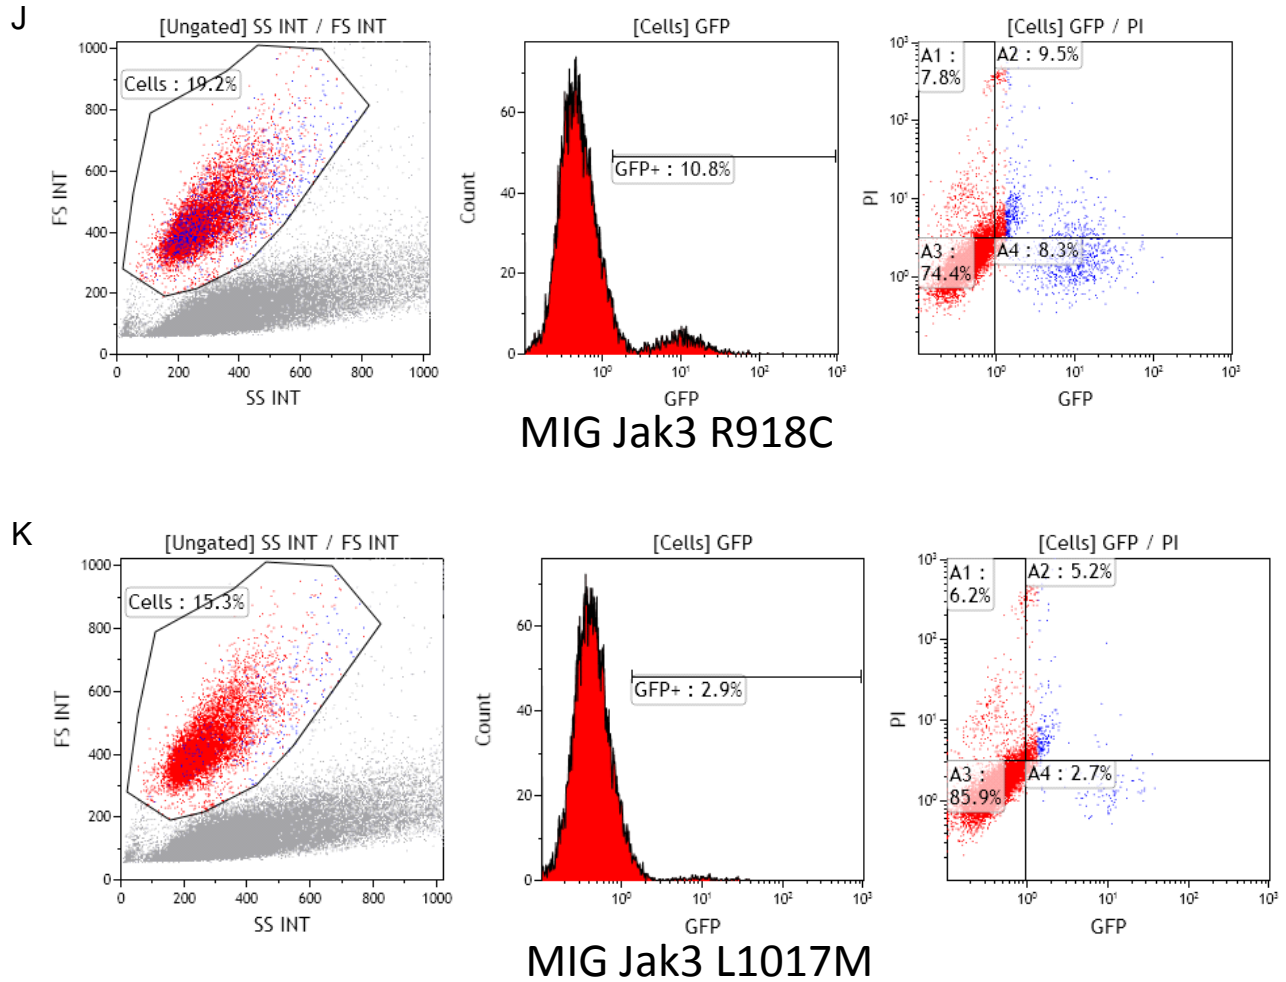 J
[Ungated] SS INT / FS INT
1000
800
600
400
200
0
Cells : 19.2%
FS INT
0 200 400 600 800 1000
SS INT
[Cells] GFP
60
40
20
0
Count
GFP+ : 10.8%
10⁰ 10¹ 10² 10³
GFP
[Cells] GFP / PI
10³
10²
10¹
10⁰
PI
A1 :
7.8%
A2 : 9.5%
A3 :
74.4%
A4 : 8.3%
10⁰ 10¹ 10² 10³
GFP
MIG Jak3 R918C
K
[Ungated] SS INT / FS INT
1000
800
600
400
200
0
Cells : 15.3%
FS INT
0 200 400 600 800 1000
SS INT
[Cells] GFP
60
40
20
0
Count
GFP+ : 2.9%
10⁰ 10¹ 10² 10³
GFP
[Cells] GFP / PI
10³
10²
10¹
10⁰
PI
A1 :
6.2%
A2 : 5.2%
A3 :
85.9%
A4 : 2.7%
10⁰ 10¹ 10² 10³
GFP
MIG Jak3 L1017M